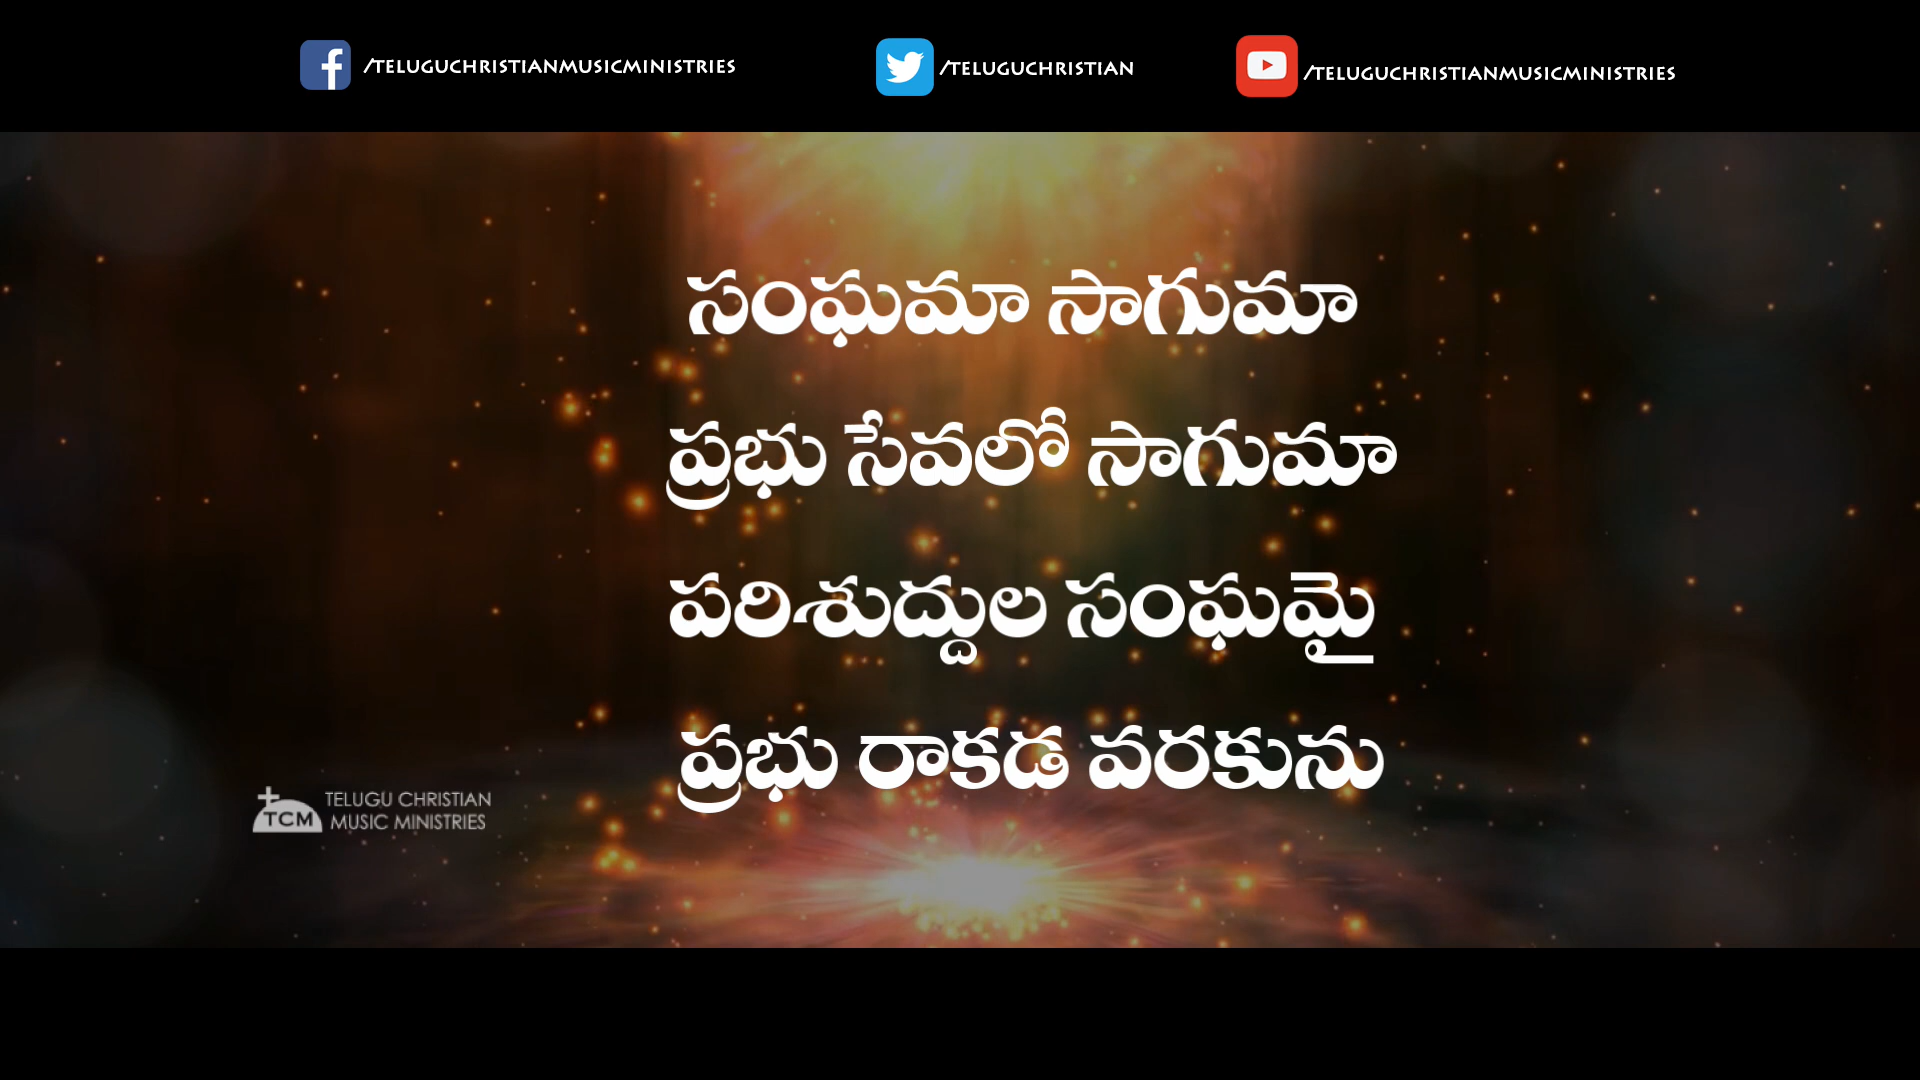 /TELUGUCHRISTIANMUSICMINISTRIES
/TELUGUCHRISTIAN
/TELUGUCHRISTIANMUSICMINISTRIES
సంఘమా సాగుమా
ప్రభు సేవలో సాగుమా
పరిశుద్దుల సంఘమై
ప్రభు రాకడ వరకును
TCM
TELUGU CHRISTIAN
MUSIC MINISTRIES